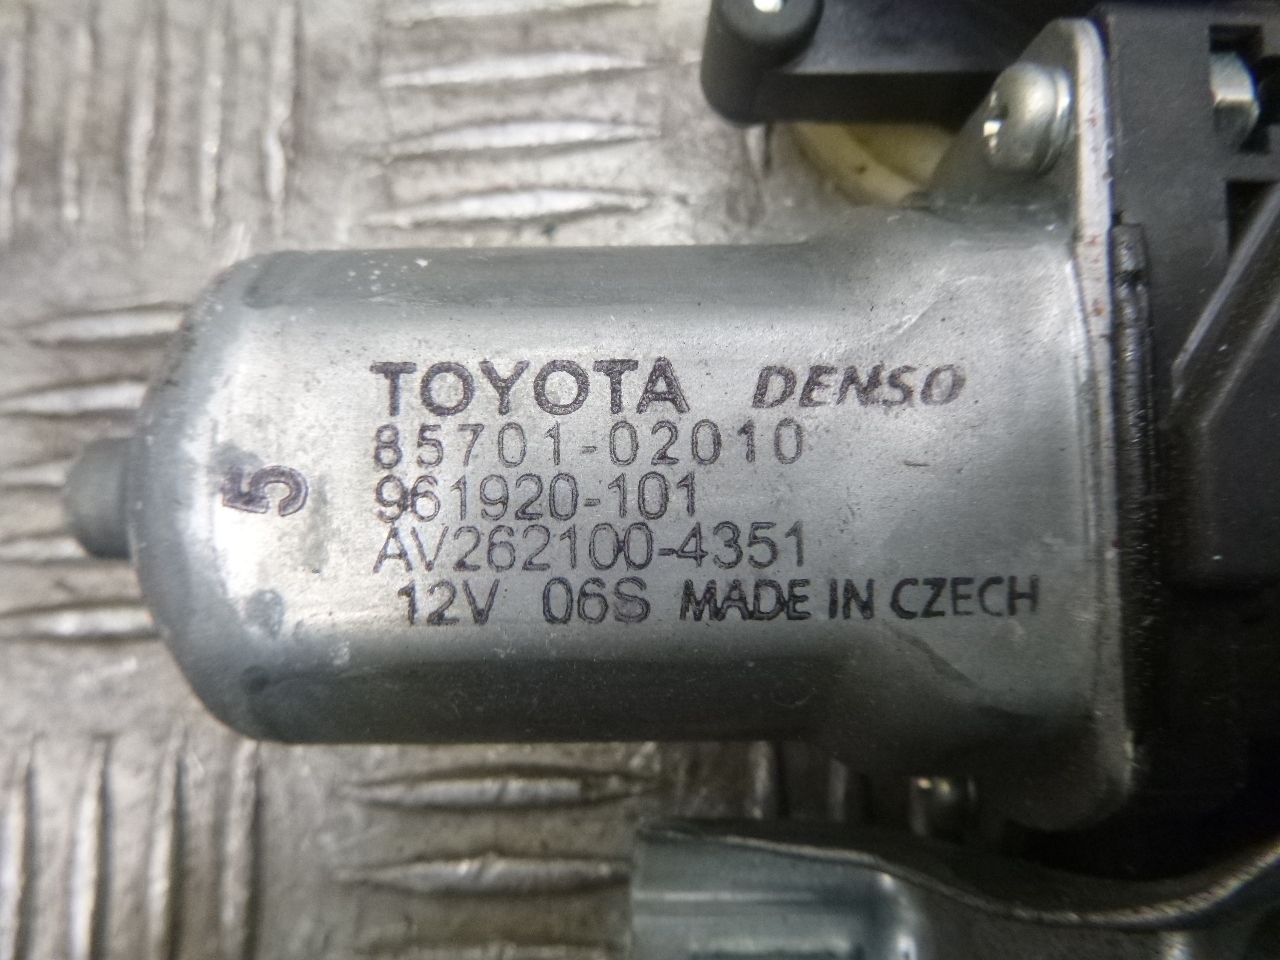 TOYOTA DENSO
85701-02010
5
961920-101
AV262100-4351
12V 06S MADE IN CZECH